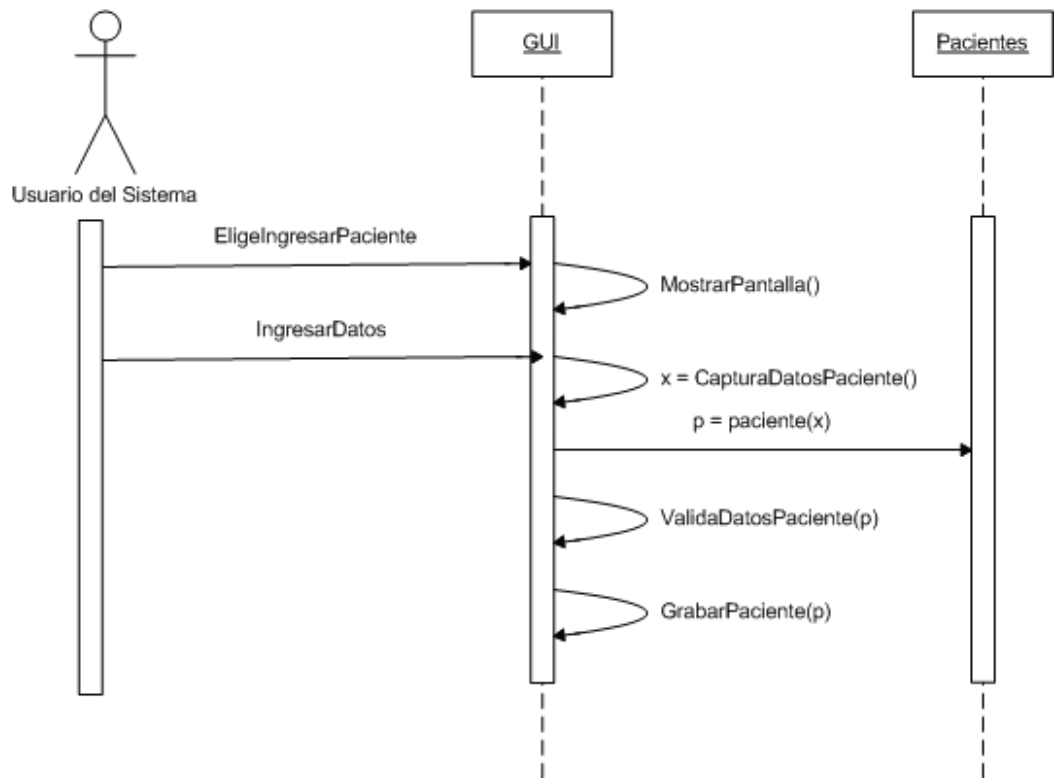 GUI
Pacientes
Usuario del Sistema
EligeIngresarPaciente
MostrarPantalla()
IngresarDatos
x = CapturaDatosPaciente()
p = paciente(x)
ValidaDatosPaciente(p)
GrabarPaciente(p)